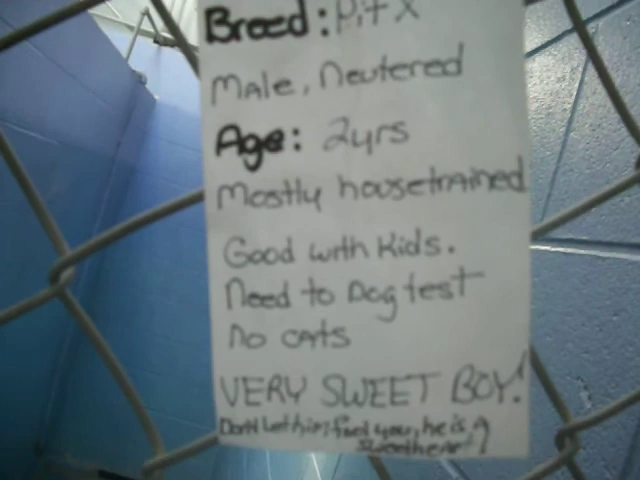 Breed: Pit X
Male, Neutered
Age: 2yrs
Mostly housetrained
Good with Kids.
Need to Dog test
No cats
VERY SWEET BOY!
Don't let him fool you, he is a
sweetheart